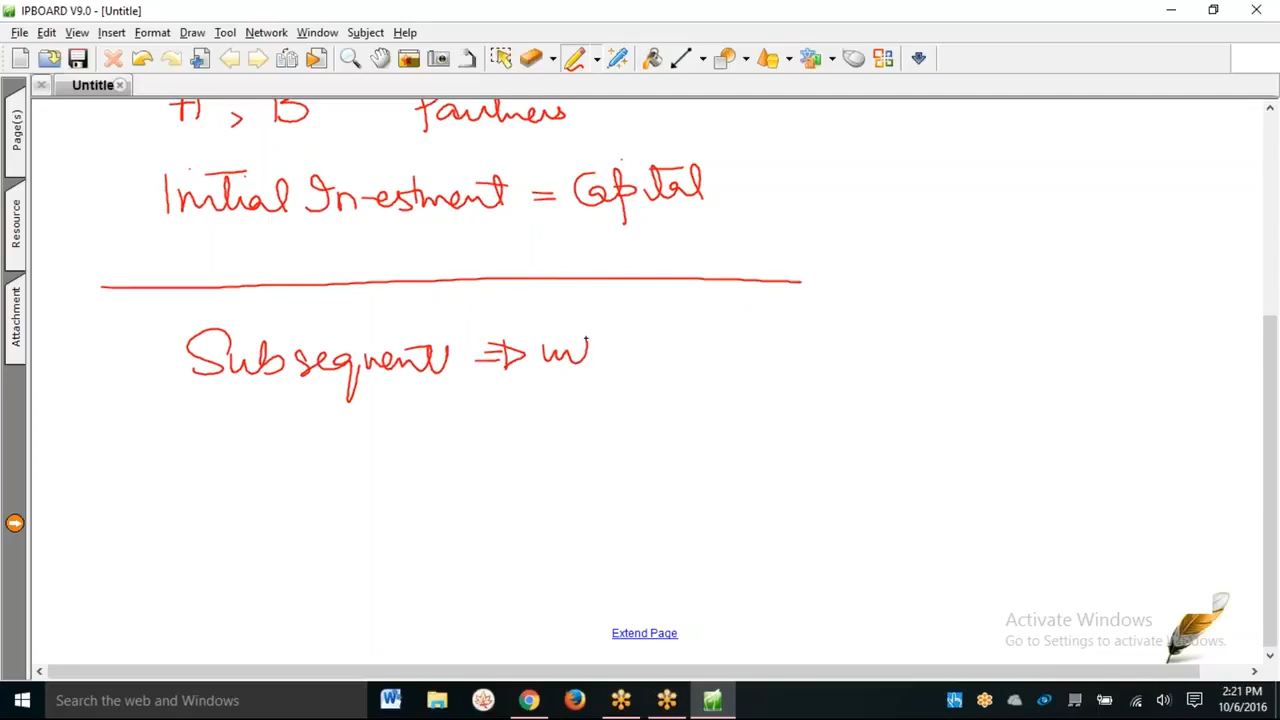 IPBOARD V9.0 - [Untitle]
File Edit View Insert Format Draw Tool Network Window Subject Help
Untitle
Page(s)
Resource
Attachment
A, B Partners
Initial Investment = Capital
Subsequent ⇒
Extend Page
Activate Windows
Go to Settings to activate Windows.
Search the web and Windows
2:21 PM
10/6/2016